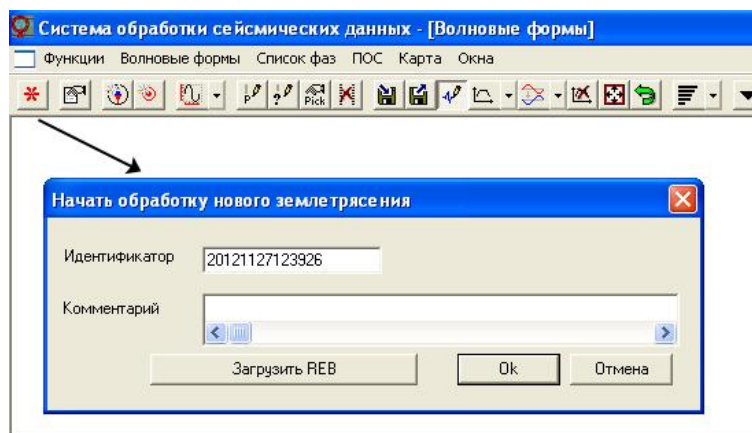 Система обработки сейсмических данных - [Волновые формы]
Функции Волновые формы Список фаз ПОС Карта Окна
P ? Pick
Начать обработку нового землетрясения
Идентификатор 20121127123926
Комментарий
Загрузить REB Ok Отмена